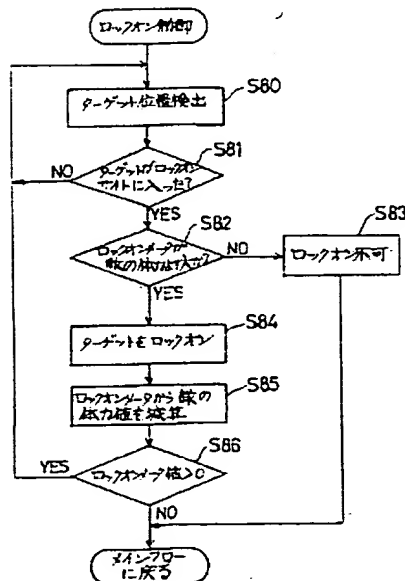 ロックオン制御
S80
ターゲット位置検出
S81
ターゲットがロックオン
サイトに入った?
NO
YES
S82
ロックオンメータが
敵の体力より大?
NO
S83
ロックオン不可
YES
S84
ターゲットをロックオン
S85
ロックオンメータから敵の
体力値を減算
S86
YES
ロックオンメータ値>0
NO
メインフロー
に戻る